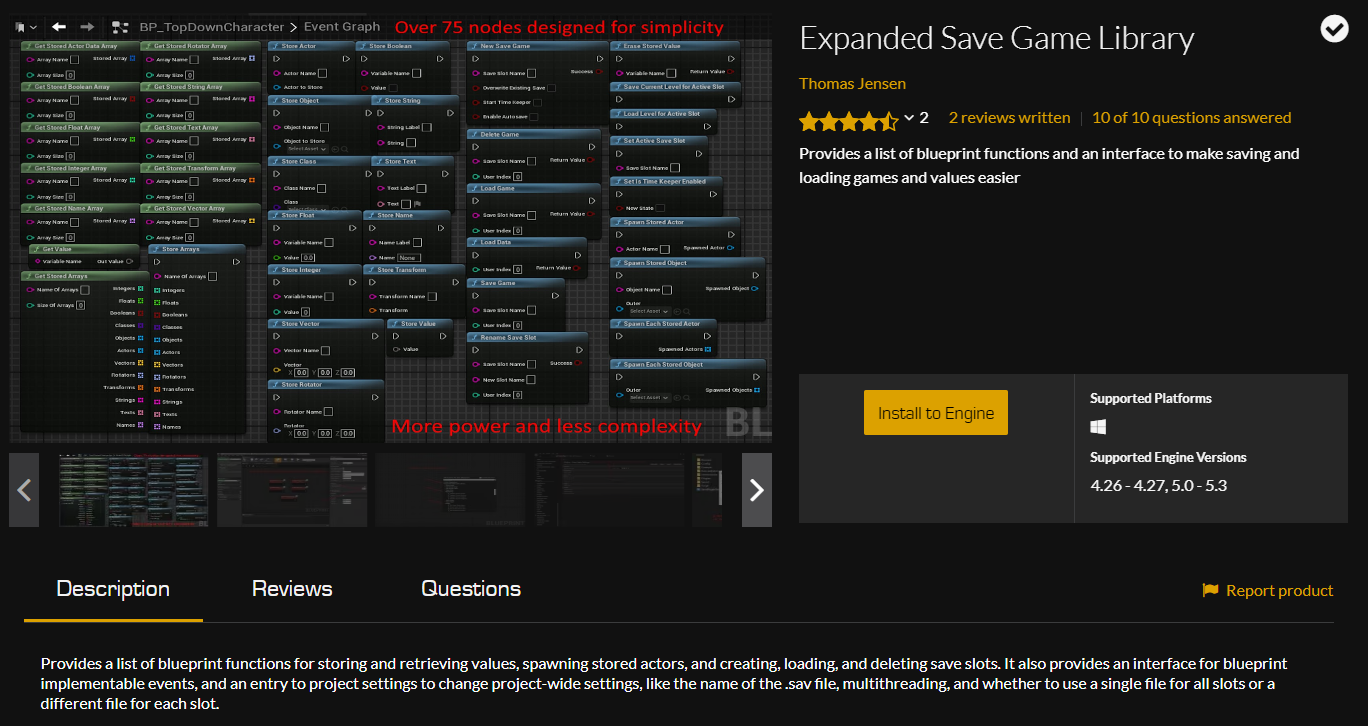 BP_TopDownCharacter > Event Graph
Over 75 nodes designed for simplicity
Get Stored Actor Data Array
Array Name
Stored Array
Array Size 0
Get Stored Rotator Array
Array Name
Stored Array
Array Size 0
Get Stored Boolean Array
Array Name
Stored Array
Array Size 0
Get Stored String Array
Array Name
Stored Array
Array Size 0
Get Stored Float Array
Array Name
Stored Array
Array Size 0
Get Stored Text Array
Array Name
Stored Array
Array Size 0
Get Stored Integer Array
Array Name
Stored Array
Array Size 0
Get Stored Transform Array
Array Name
Stored Array
Array Size 0
Get Stored Name Array
Array Name
Stored Array
Array Size 0
Get Stored Vector Array
Array Name
Stored Array
Array Size 0
Get Value
Variable Name
Out Value
Get Stored Arrays
Name Of Arrays
Size Of Arrays 0
Integers
Floats
Booleans
Classes
Objects
Actors
Vectors
Rotators
Transforms
Strings
Texts
Names
Store Arrays
Name Of Arrays
Integers
Floats
Booleans
Classes
Objects
Actors
Vectors
Rotators
Transforms
Strings
Texts
Names
Store Actor
Actor Name
Actor to Store
Store Boolean
Variable Name
Value
Store Object
Object Name
Object to Store
Select Asset
Store String
String Label
String
Store Class
Class Name
Class
Select Class
Store Text
Text Label
Text
Store Float
Variable Name
Value 0.0
Store Name
Name Label
Name None
Store Integer
Variable Name
Value 0
Store Transform
Transform Name
Transform
Store Vector
Vector Name
Vector
X 0.0 Y 0.0 Z 0.0
Store Value
Value
Store Rotator
Rotator Name
Rotator
X 0.0 Y 0.0 Z 0.0
New Save Game
Save Slot Name
Success
Overwrite Existing Save
Start Time Keeper
Enable Autosave
Delete Game
Save Slot Name
Return Value
User Index 0
Load Game
Save Slot Name
Return Value
User Index 0
Load Data
User Index 0
Return Value
Save Game
Save Slot Name
User Index 0
Rename Save Slot
Save Slot Name
Success
New Slot Name
User Index 0
Erase Stored Value
Variable Name
Return Value
Save Current Level for Active Slot
Load Level for Active Slot
Set Active Save Slot
Save Slot Name
Set Is Time Keeper Enabled
New State
Spawn Stored Actor
Actor Name
Spawned Actor
Spawn Stored Object
Object Name
Spawned Object
Outer
Select Asset
Spawn Each Stored Actor
Spawned Actors
Spawn Each Stored Object
Outer
Spawned Objects
Select Asset
More power and less complexity
BL
Expanded Save Game Library
Thomas Jensen
2
2 reviews written
10 of 10 questions answered
Provides a list of blueprint functions and an interface to make saving and
loading games and values easier
Install to Engine
Supported Platforms
Supported Engine Versions
4.26 - 4.27, 5.0 - 5.3
Description
Reviews
Questions
Report product
Provides a list of blueprint functions for storing and retrieving values, spawning stored actors, and creating, loading, and deleting save slots. It also provides an interface for blueprint
implementable events, and an entry to project settings to change project-wide settings, like the name of the .sav file, multithreading, and whether to use a single file for all slots or a
different file for each slot.